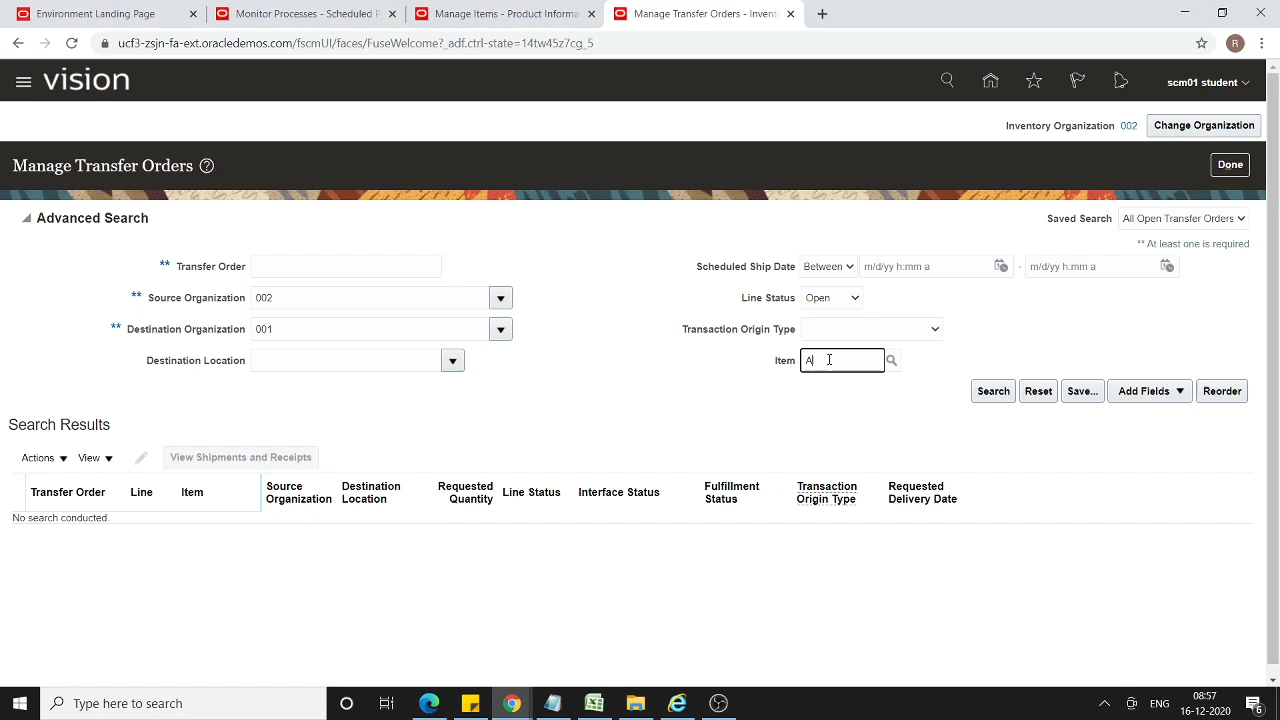 Environment Landing Page
Monitor Processes - Scheduled P
Manage Items - Product Informa
Manage Transfer Orders - Invento
ucf3-zsjn-fa-ext.oracledemos.com/fscmUI/faces/FuseWelcome?_adf.ctrl-state=14tw45z7cg_5
R
vision
scm01 student
Inventory Organization 002 Change Organization
Manage Transfer Orders
Done
Advanced Search
Saved Search All Open Transfer Orders
** At least one is required
** Transfer Order
Scheduled Ship Date Between m/d/yy h:mm a - m/d/yy h:mm a
** Source Organization 002
Line Status Open
** Destination Organization 001
Transaction Origin Type
Destination Location
Item A
Search Reset Save... Add Fields Reorder
Search Results
Actions View View Shipments and Receipts
Transfer Order Line Item Source Organization Destination Location Requested Quantity Line Status Interface Status Fulfillment Status Transaction Origin Type Requested Delivery Date
No search conducted.
Type here to search
ENG
08:57
16-12-2020
6